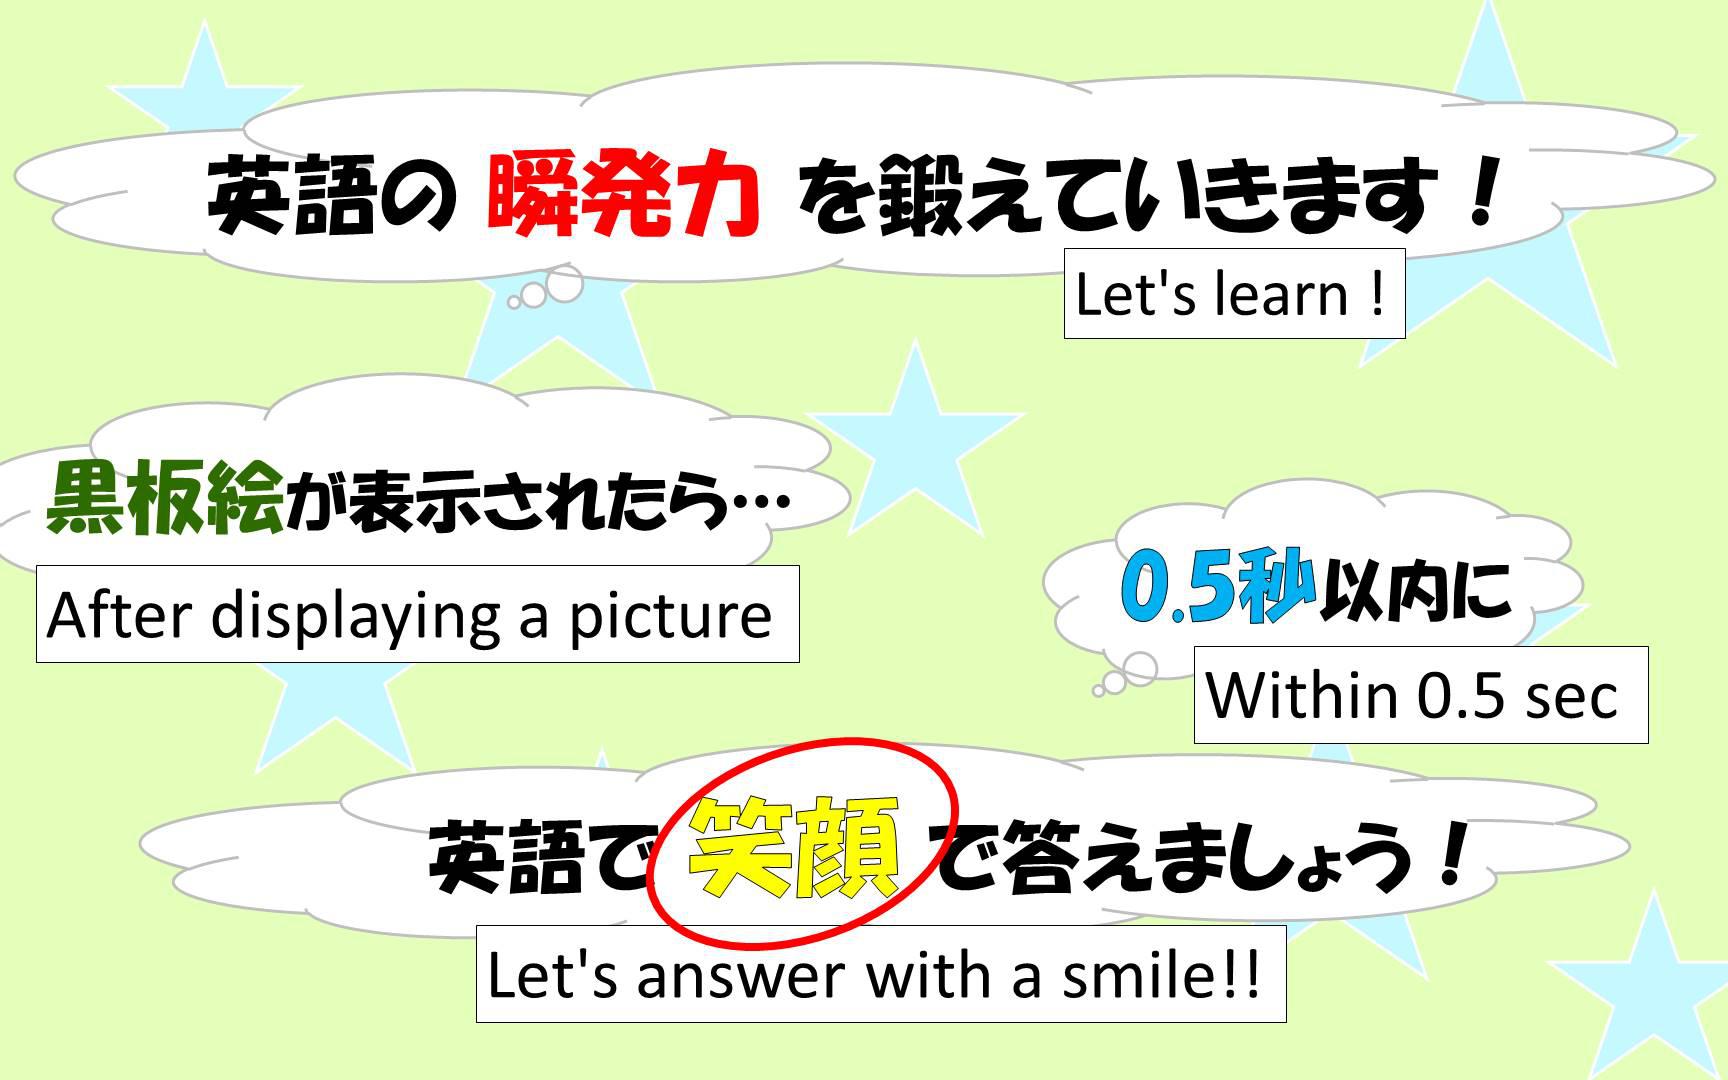 英語の 瞬発力 を鍛えていきます！
Let's learn !
黒板絵が表示されたら…
After displaying a picture
0.5秒以内に
Within 0.5 sec
英語で 笑顔 で答えましょう！
Let's answer with a smile!!